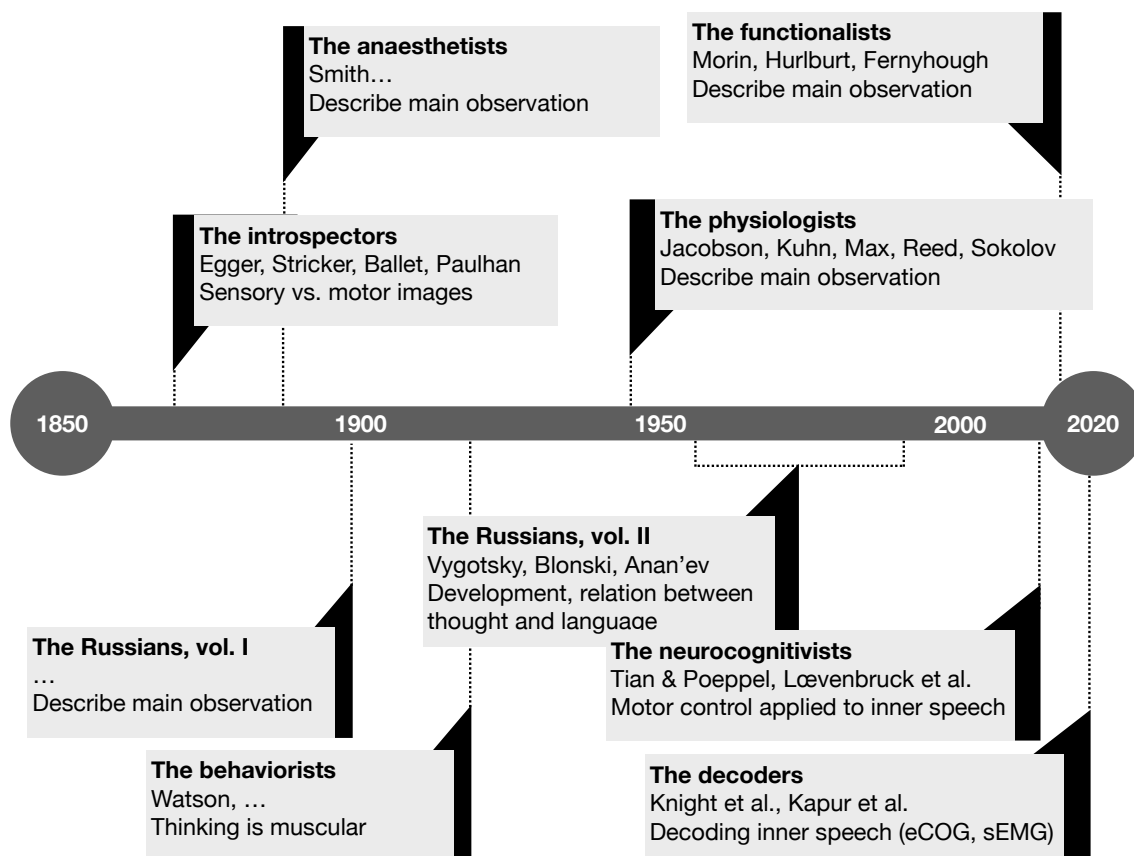 The anaesthetists
Smith…
Describe main observation
The functionalists
Morin, Hurlburt, Fernyhough
Describe main observation
The introspectors
Egger, Stricker, Ballet, Paulhan
Sensory vs. motor images
The physiologists
Jacobson, Kuhn, Max, Reed, Sokolov
Describe main observation
1850
1900
1950
2000
2020
The Russians, vol. II
Vygotsky, Blonski, Anan’ev
Development, relation between
thought and language
The Russians, vol. I
…
Describe main observation
The neurocognitivists
Tian & Poeppel, Lœvenbruck et al.
Motor control applied to inner speech
The behaviorists
Watson, …
Thinking is muscular
The decoders
Knight et al., Kapur et al.
Decoding inner speech (eCOG, sEMG)